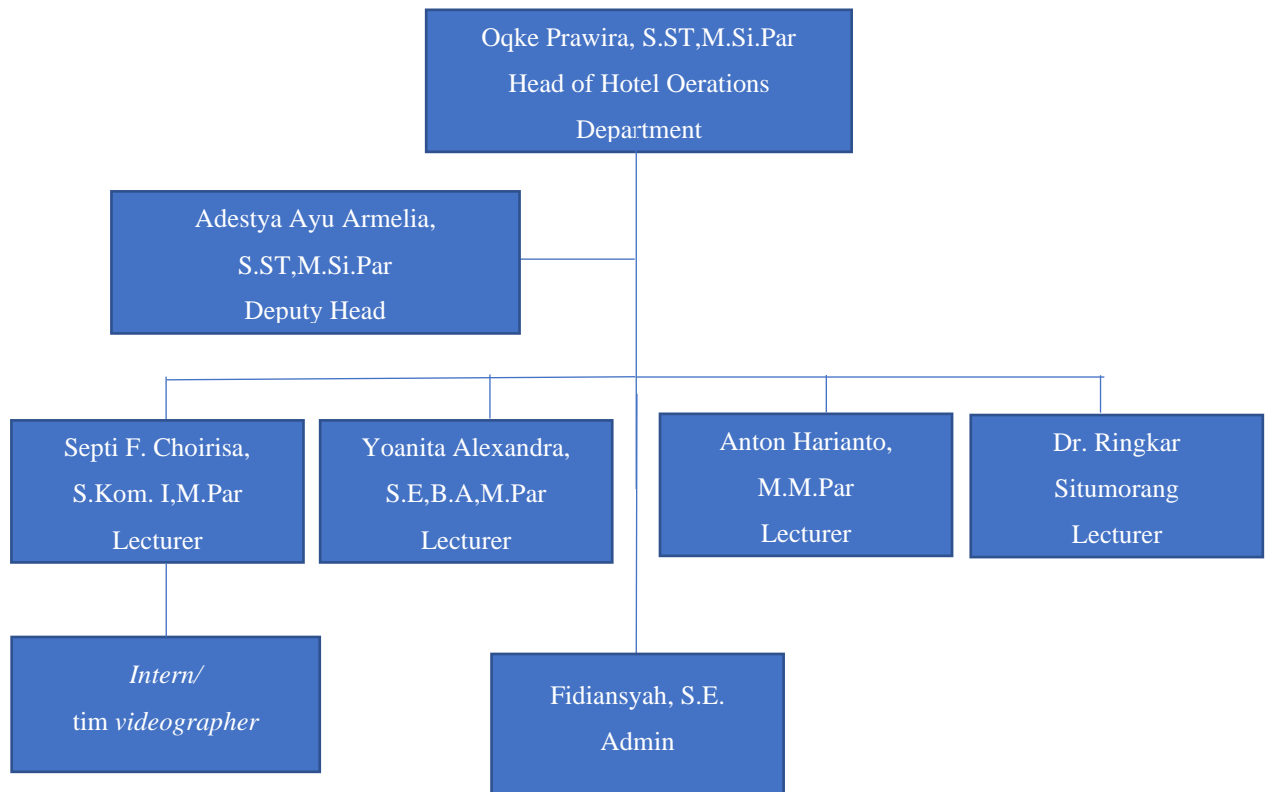 Oqke Prawira, S.ST,M.Si.Par
Head of Hotel Oerations
Department
Adestya Ayu Armelia,
S.ST,M.Si.Par
Deputy Head
Septi F. Choirisa,
S.Kom. I,M.Par
Lecturer
Yoanita Alexandra,
S.E,B.A,M.Par
Lecturer
Anton Harianto,
M.M.Par
Lecturer
Dr. Ringkar
Situmorang
Lecturer
Intern/
tim videographer
Fidiansyah, S.E.
Admin